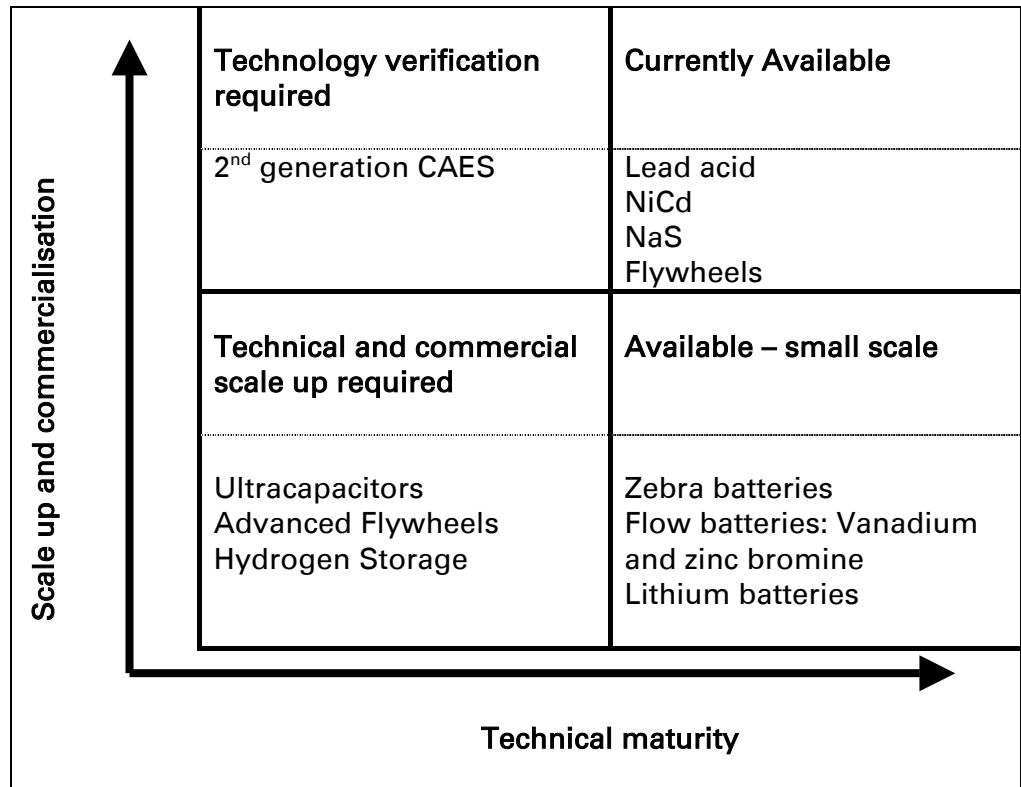 Scale up and commercialisation
Technology verification
required
2nd generation CAES
Currently Available
Lead acid
NiCd
NaS
Flywheels
Technical and commercial
scale up required
Ultracapacitors
Advanced Flywheels
Hydrogen Storage
Available – small scale
Zebra batteries
Flow batteries: Vanadium
and zinc bromine
Lithium batteries
Technical maturity